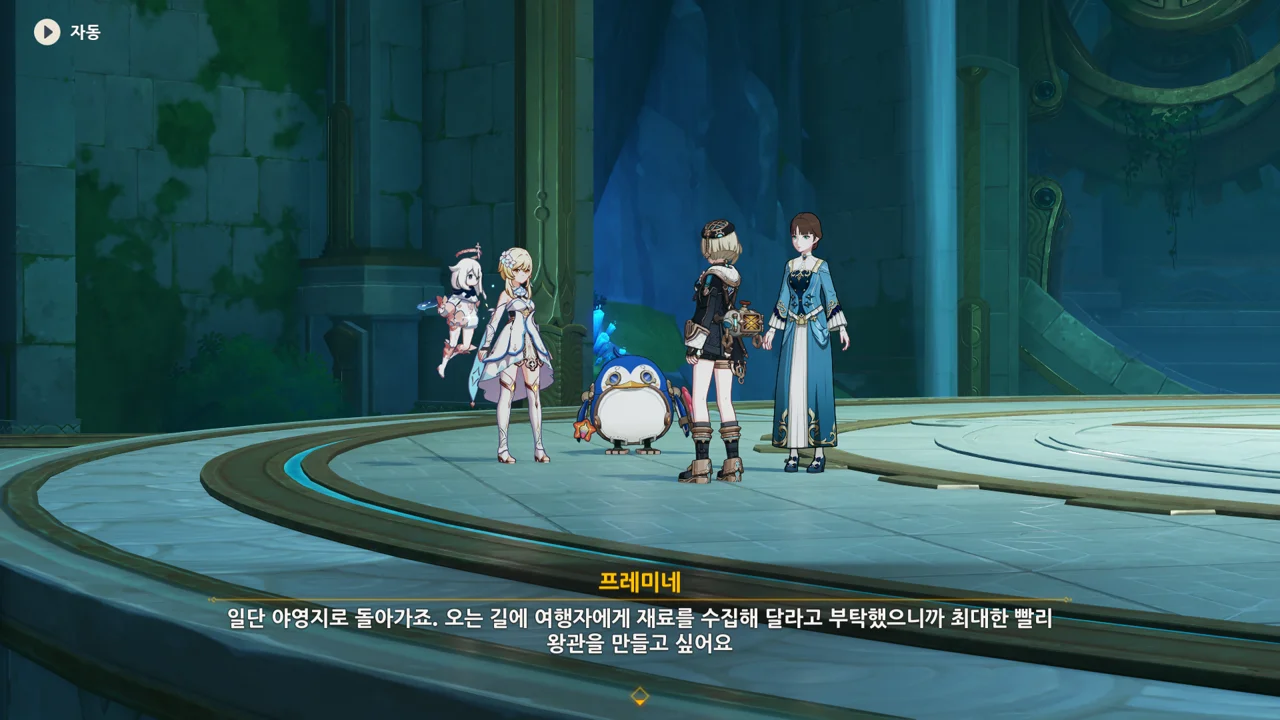 자동
프레미네
일단 야영지로 돌아가죠. 오는 길에 여행자에게 재료를 수집해 달라고 부탁했으니까 최대한 빨리
왕관을 만들고 싶어요